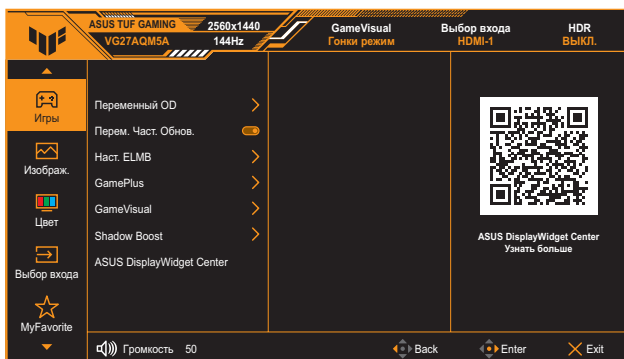 ASUS TUF GAMING
VG27AQM5A
2560x1440
144Hz
GameVisual
Гонки режим
Выбор входа
HDMI-1
HDR
ВЫКЛ.
Игры
Изображ.
Цвет
Выбор входа
MyFavorite
Переменный OD
Перем. Част. Обнов.
Наст. ELMB
GamePlus
GameVisual
Shadow Boost
ASUS DisplayWidget Center
ASUS DisplayWidget Center
Узнать больше
Громкость 50
Back
Enter
Exit